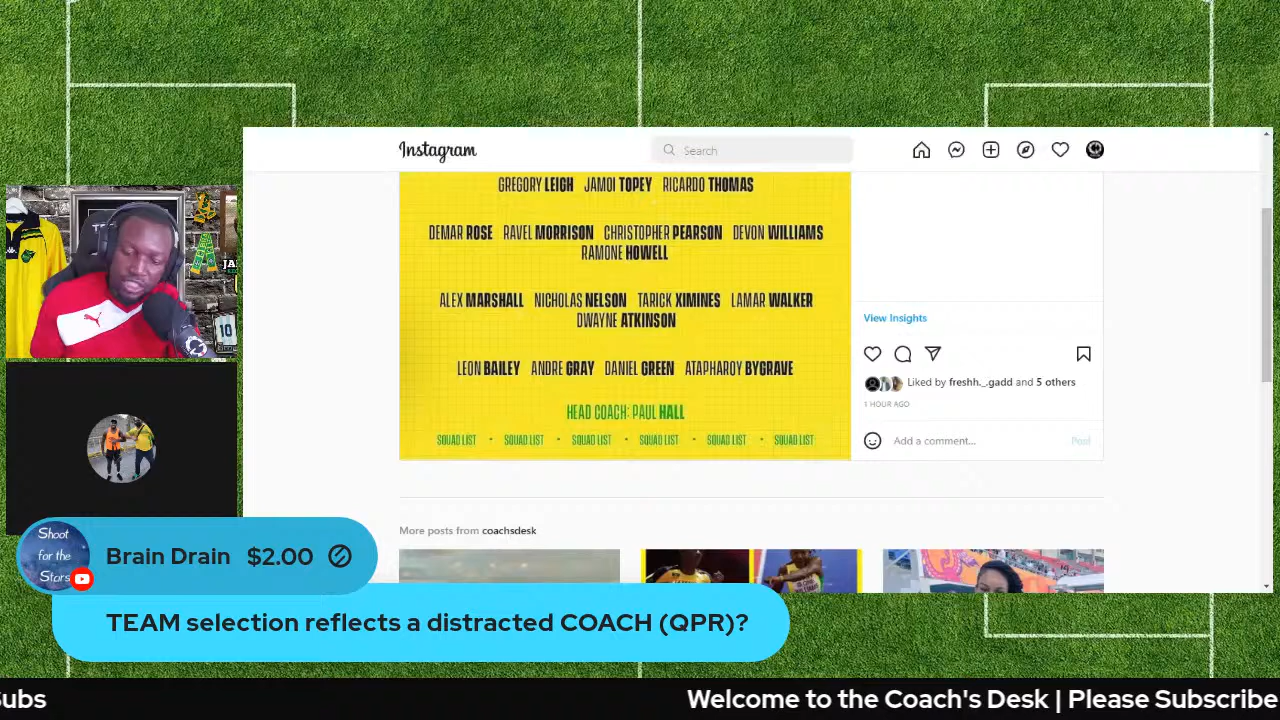 Instagram
Search
GREGORY LEIGH JAMOI TOPEY RICARDO THOMAS
DEMAR ROSE RAVEL MORRISON CHRISTOPHER PEARSON DEVON WILLIAMS
RAMONE HOWELL
ALEX MARSHALL NICHOLAS NELSON TARICK XIMINES LAMAR WALKER
DWAYNE ATKINSON
LEON BAILEY ANDRE GRAY DANIEL GREEN ATAPHAROY BYGRAVE
HEAD COACH: PAUL HALL
SQUAD LIST • SQUAD LIST • SQUAD LIST • SQUAD LIST • SQUAD LIST • SQUAD LIST
View Insights
Liked by freshh._.gadd and 5 others
1 HOUR AGO
Add a comment...
Post
More posts from coachsdesk
JA
10
Shoot
for the
Stars
Brain Drain $2.00
TEAM selection reflects a distracted COACH (QPR)?
Subs
Welcome to the Coach's Desk | Please Subscribe